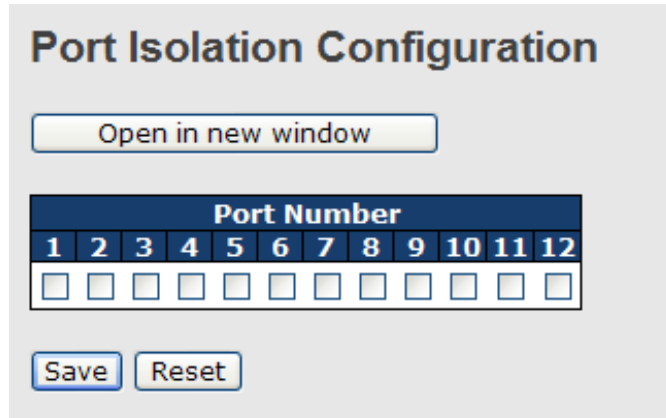 Port Isolation Configuration
Open in new window
Port Number
1 2 3 4 5 6 7 8 9 10 11 12
Save Reset